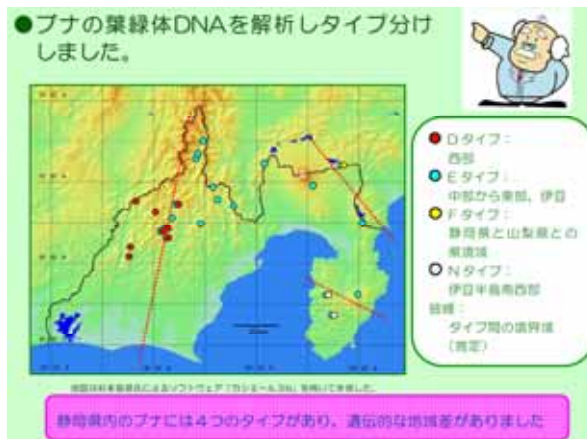 ●ブナの葉緑体DNAを解析しタイプ分け
しました。
Dタイプ：
西部
Eタイプ：
中部から東部、伊豆
Fタイプ：
静岡県と山梨県との
県境域
Nタイプ：
伊豆半島南西部
破線：
タイプ間の境界域
(推定)
静岡県内のブナには4つのタイプがあり、遺伝的な地域差がありました